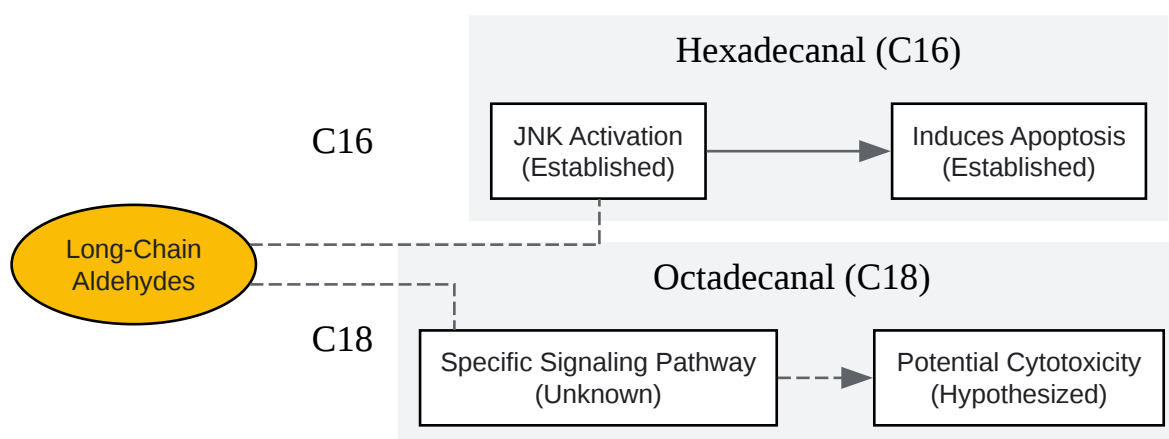 Hexadecanal (C16)
C16
JNK Activation
(Established)
Induces Apoptosis
(Established)
Long-Chain
Aldehydes
Octadecanal (C18)
C18
Specific Signaling Pathway
(Unknown)
Potential Cytotoxicity
(Hypothesized)